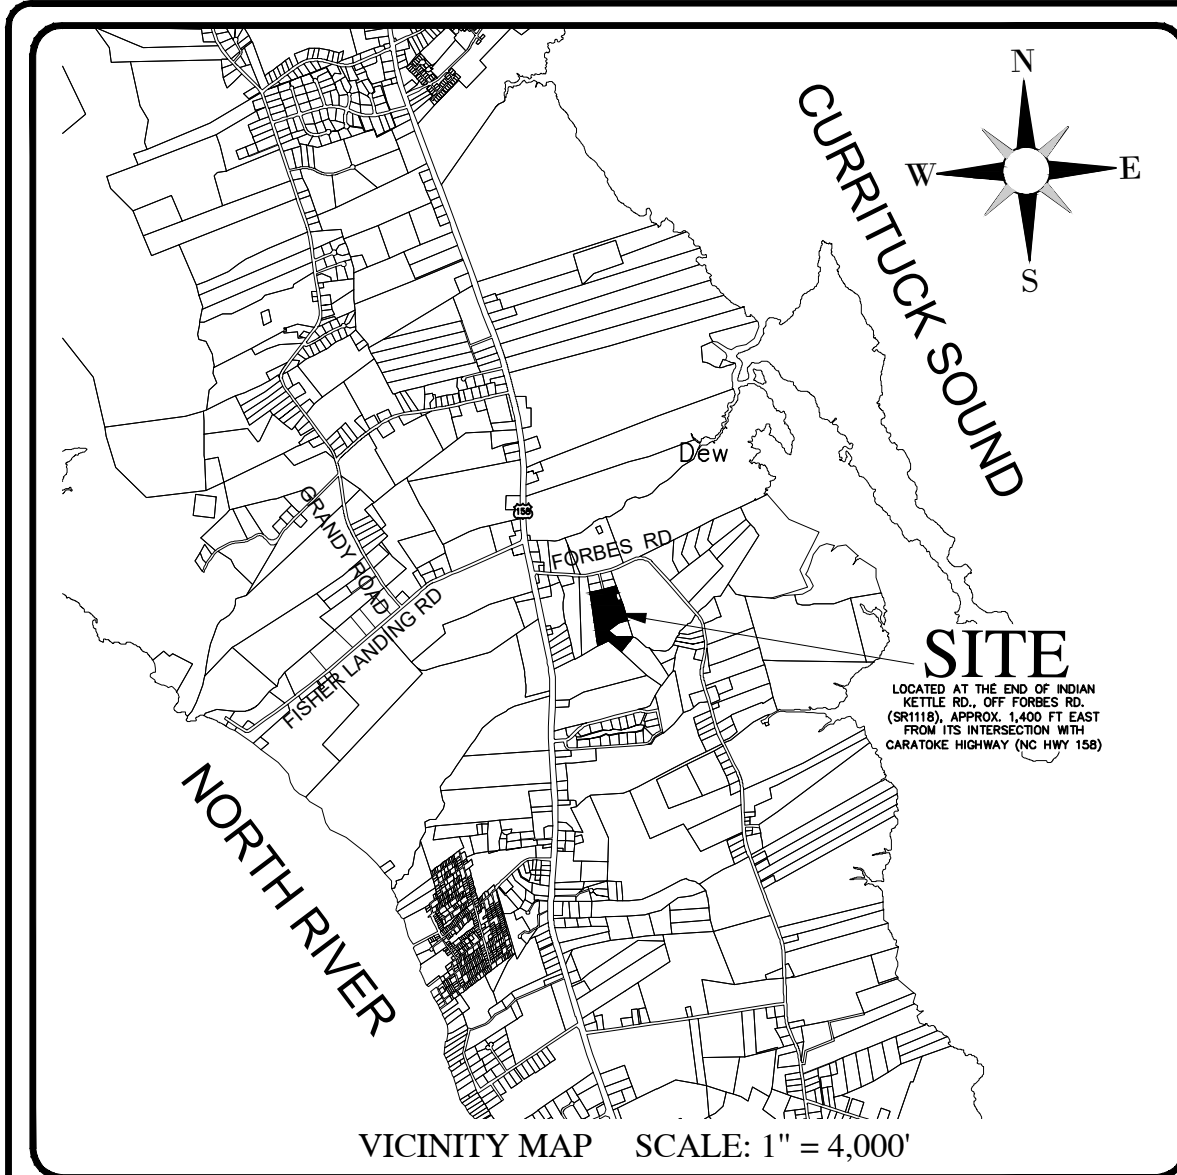 N
W
E
S
CURRITUCK SOUND
Dew
158
GRANDY ROAD
FORBES RD
FISHER LANDING RD
SITE
LOCATED AT THE END OF INDIAN
KETTLE RD., OFF FORBES RD.
(SR1118), APPROX. 1,400 FT EAST
FROM ITS INTERSECTION WITH
CARATOKE HIGHWAY (NC HWY 158)
NORTH RIVER
VICINITY MAP SCALE: 1" = 4,000'